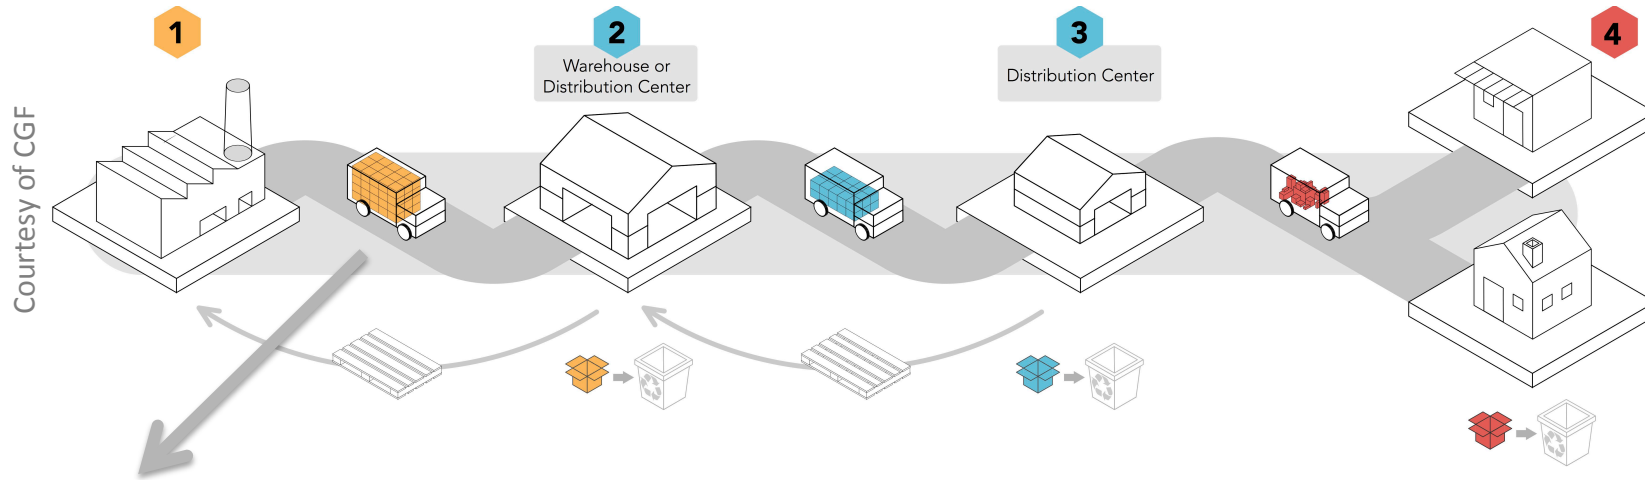 1
2
Warehouse or
Distribution Center
3
Distribution Center
4
Courtesy of CGF